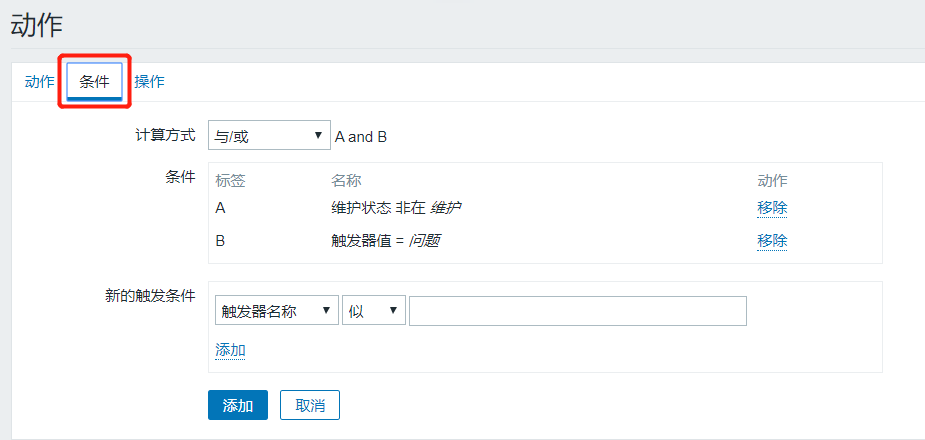 动作
动作 条件 操作
计算方式 与/或 A and B
条件 标签 名称 动作
A 维护状态 非在 维护 移除
B 触发器值 = 问题 移除
新的触发条件 触发器名称 似
添加
添加 取消